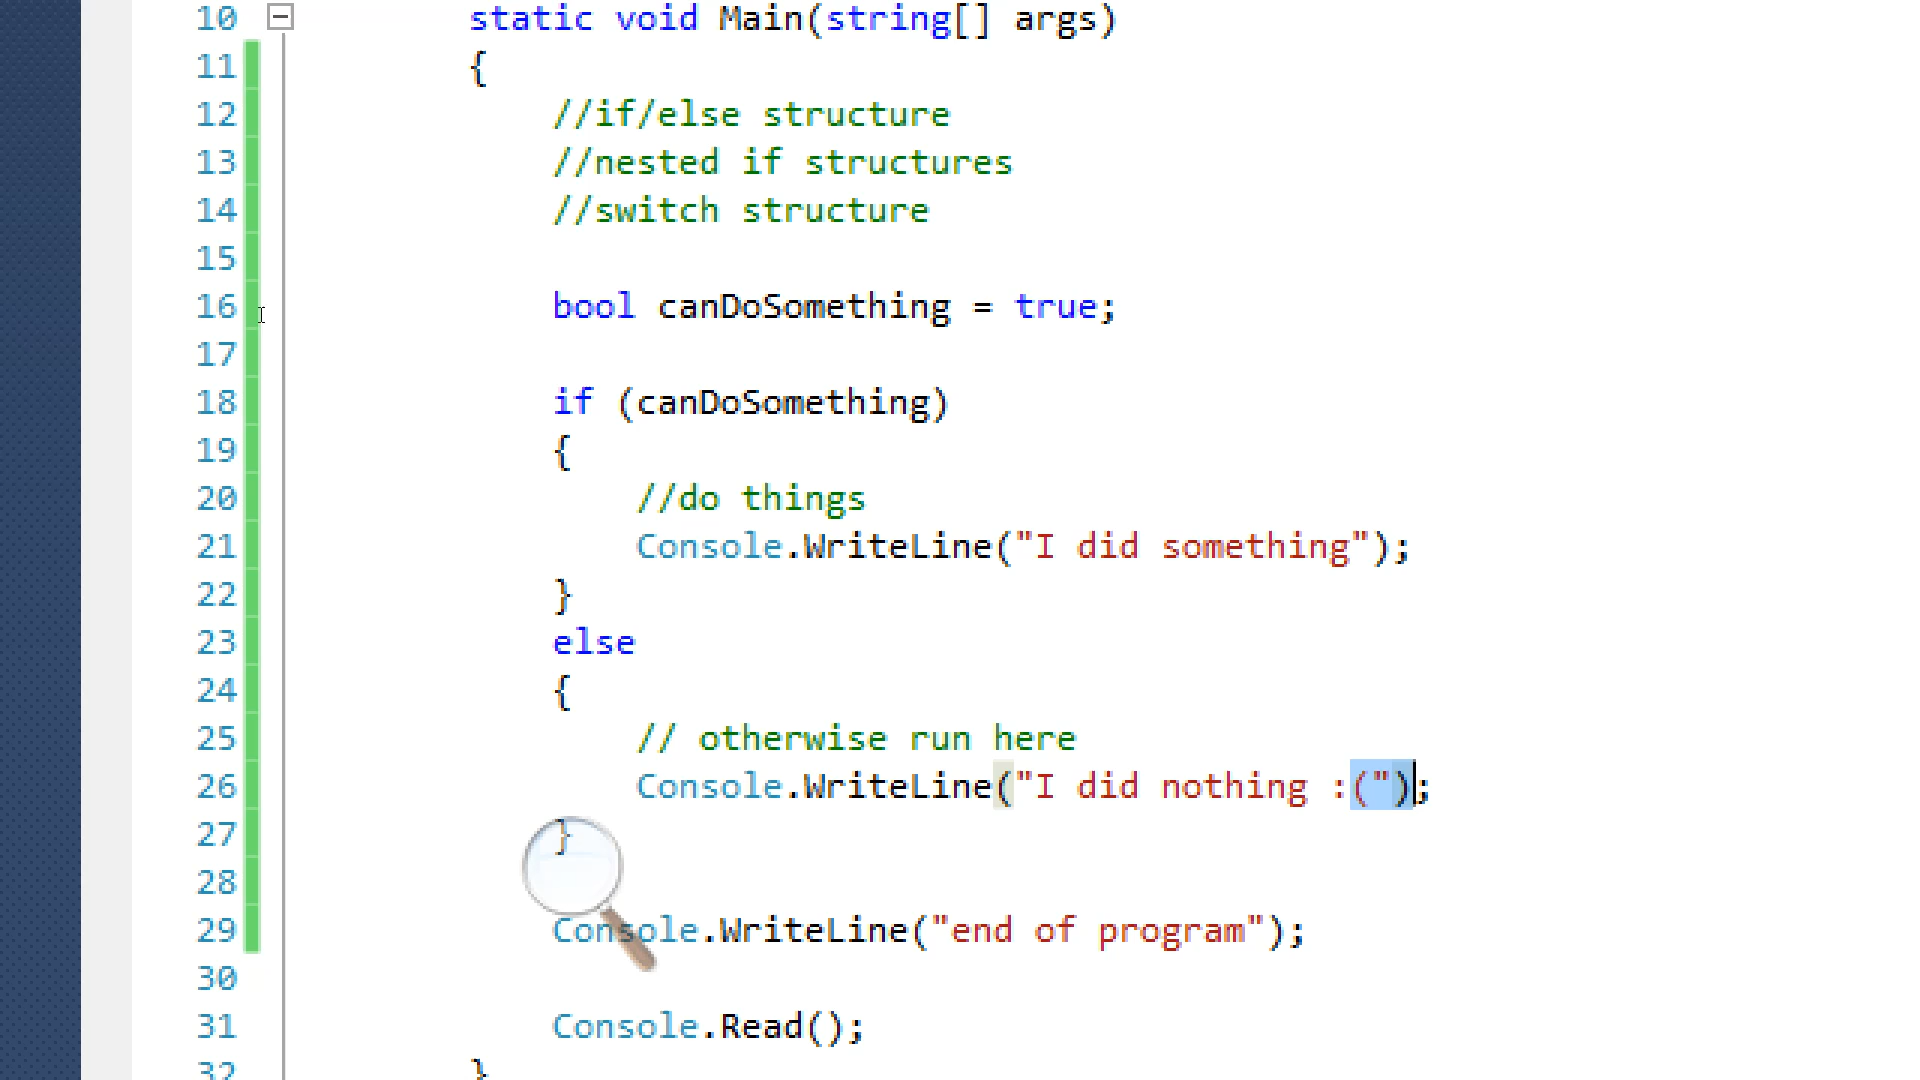 10 static void Main(string[] args)
11 {
12 //if/else structure
13 //nested if structures
14 //switch structure
15
16 bool canDoSomething = true;
17
18 if (canDoSomething)
19 {
20 //do things
21 Console.WriteLine("I did something");
22 }
23 else
24 {
25 // otherwise run here
26 Console.WriteLine("I did nothing :(");
27 }
28
29 Console.WriteLine("end of program");
30
31 Console.Read();
32 }